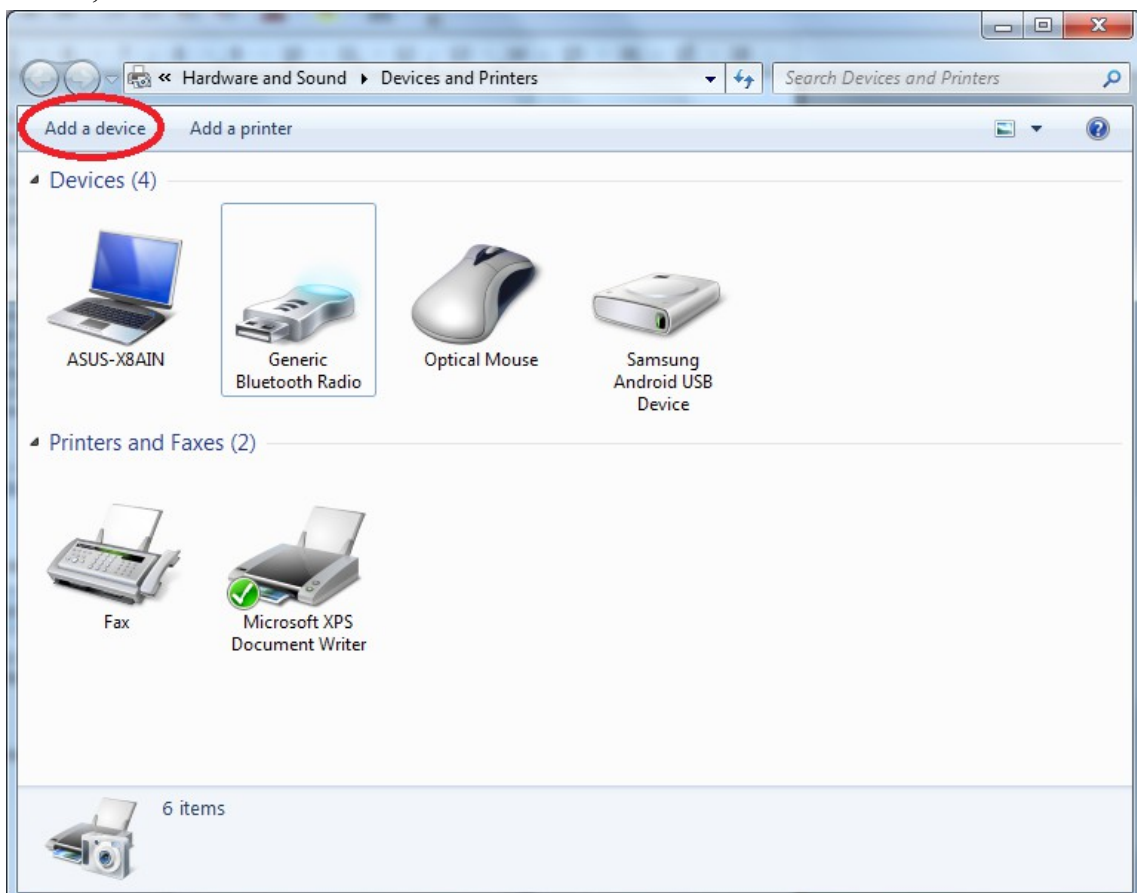 « Hardware and Sound ▸ Devices and Printers
Search Devices and Printers
Add a device
Add a printer
Devices (4)
ASUS-X8AIN
Generic
Bluetooth Radio
Optical Mouse
Samsung
Android USB
Device
Printers and Faxes (2)
Fax
Microsoft XPS
Document Writer
6 items